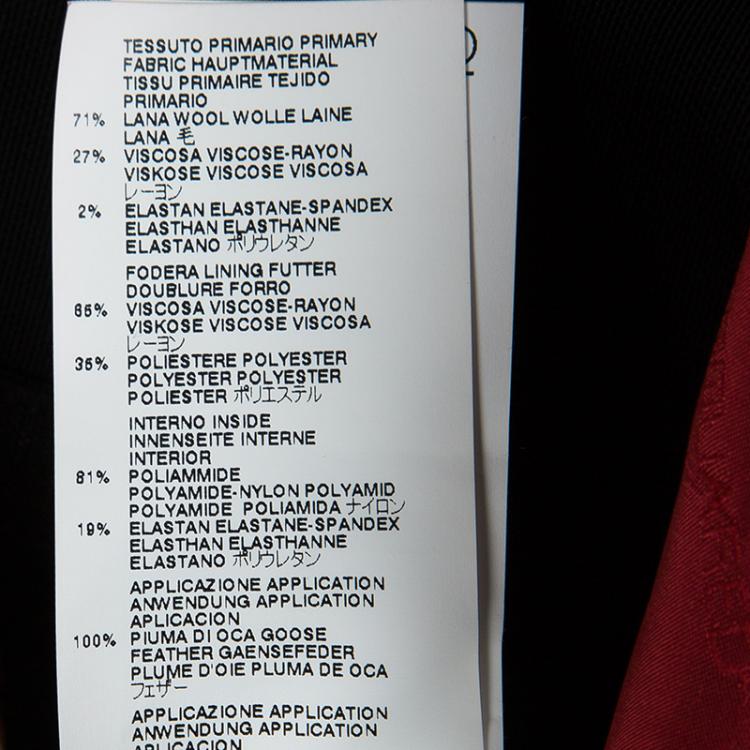 TESSUTO PRIMARIO PRIMARY
FABRIC HAUPTMATERIAL
TISSU PRIMAIRE TEJIDO
PRIMARIO
71% LANA WOOL WOLLE LAINE
LANA 毛
27% VISCOSA VISCOSE-RAYON
VISKOSE VISCOSE VISCOSA
レーヨン
2% ELASTAN ELASTANE-SPANDEX
ELASTHAN ELASTHANNE
ELASTANO ポリウレタン
FODERA LINING FUTTER
DOUBLURE FORRO
65% VISCOSA VISCOSE-RAYON
VISKOSE VISCOSE VISCOSA
レーヨン
35% POLIESTERE POLYESTER
POLYESTER POLYESTER
POLIESTER ポリエステル
INTERNO INSIDE
INNENSEITE INTERNE
INTERIOR
81% POLIAMMIDE
POLYAMIDE-NYLON POLYAMID
POLYAMIDE POLIAMIDA ナイロン
19% ELASTAN ELASTANE-SPANDEX
ELASTHAN ELASTHANNE
ELASTANO ポリウレタン
APPLICAZIONE APPLICATION
ANWENDUNG APPLICATION
APLICACION
100% PIUMA DI OCA GOOSE
FEATHER GAENSEFEDER
PLUME D'OIE PLUMA DE OCA
フェザー
APPLICAZIONE APPLICATION
ANWENDUNG APPLICATION
APLICACION